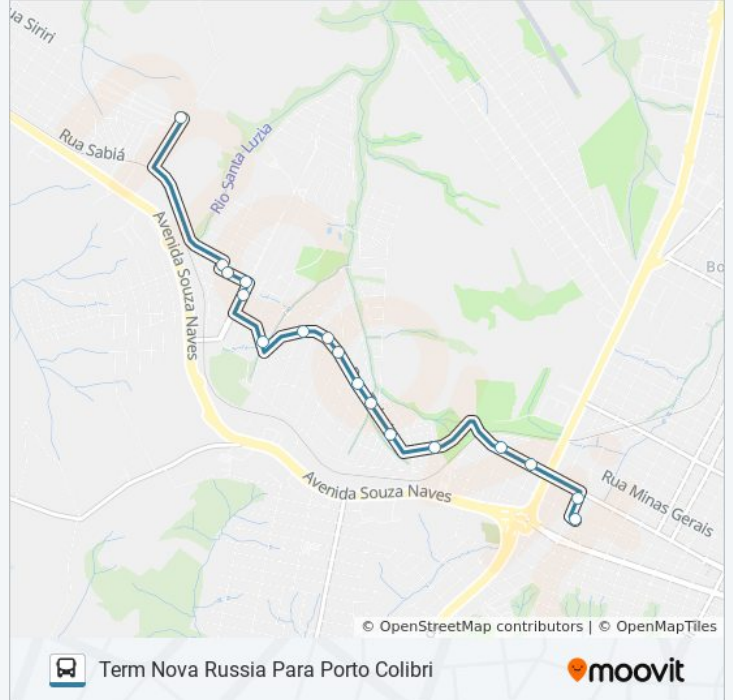 ua Siriri
Rua Sabiá
Rio Santa Luzia
Avenida Souza Naves
Bo
Avenida Souza Naves
Rua Minas Gerais
© OpenStreetMap contributors | © OpenMapTiles
Term Nova Russia Para Porto Colibri
moovit